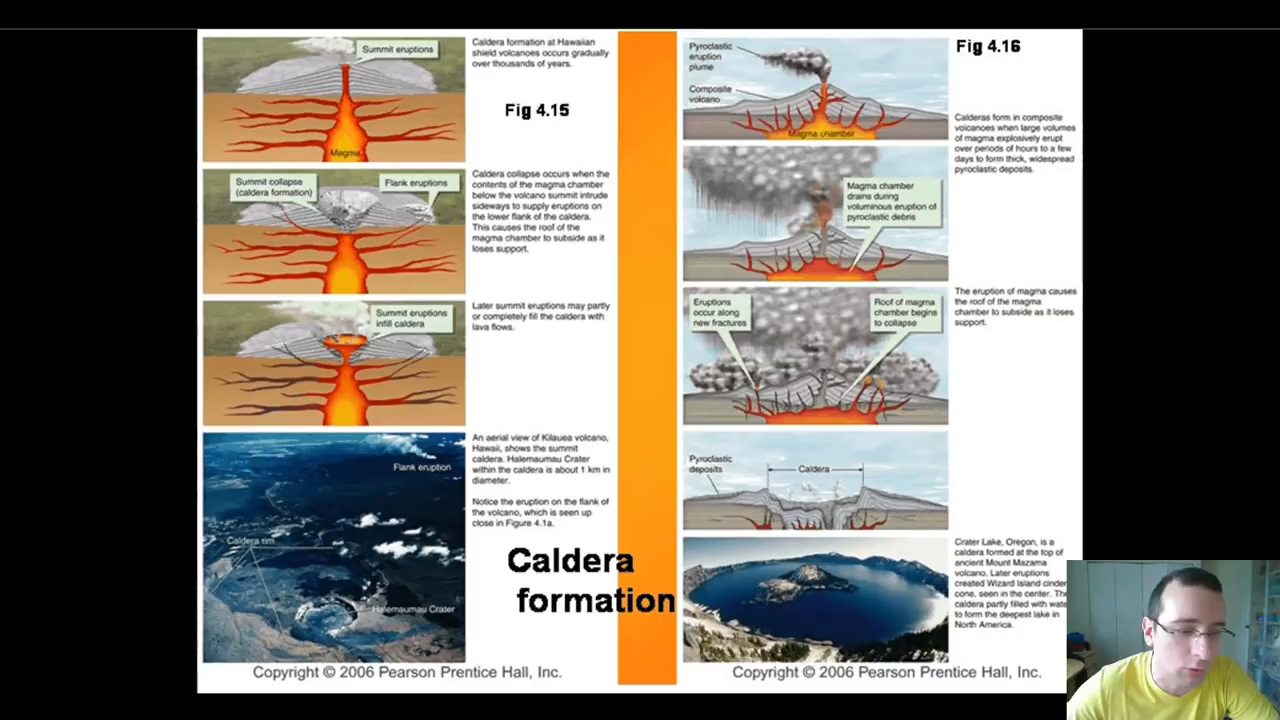 Summit eruptions
Magma
Caldera formation at Hawaiian
shield volcanoes occurs gradually
over thousands of years.
Fig 4.15
Summit collapse
(caldera formation)
Flank eruptions
Caldera collapse occurs when the
contents of the magma chamber
below the volcano summit intrude
sideways to supply eruptions on
the lower flank of the caldera.
This causes the roof of the
magma chamber to subside as it
loses support.
Summit eruptions
infill caldera
Later summit eruptions may partly
or completely fill the caldera with
lava flows.
Flank eruption
Caldera rim
Halemaumau Crater
An aerial view of Kilauea volcano,
Hawaii, shows the summit
caldera. Halemaumau Crater
within the caldera is about 1 km in
diameter.
Notice the eruption on the flank of
the volcano, which is seen up
close in Figure 4.1a.
Caldera
formation
Copyright © 2006 Pearson Prentice Hall, Inc.
Pyroclastic
eruption
plume
Composite
volcano
Magma chamber
Fig 4.16
Calderas form in composite
volcanoes when large volumes
of magma explosively erupt
over periods of hours to a few
days to form thick, widespread
pyroclastic deposits.
Magma chamber
drains during
voluminous eruption of
pyroclastic debris
Eruptions
occur along
new fractures
Roof of magma
chamber begins
to collapse
The eruption of magma causes
the roof of the magma
chamber to subside as it loses
support.
Pyroclastic
deposits
Caldera
Crater Lake, Oregon, is a
caldera formed at the top of
ancient Mount Mazama
volcano. Later eruptions
created Wizard Island cinder
cone, seen in the center. The
caldera partly filled with water
to form the deepest lake in
North America.
Copyright © 2006 Pearson Prentice Hall, Inc.